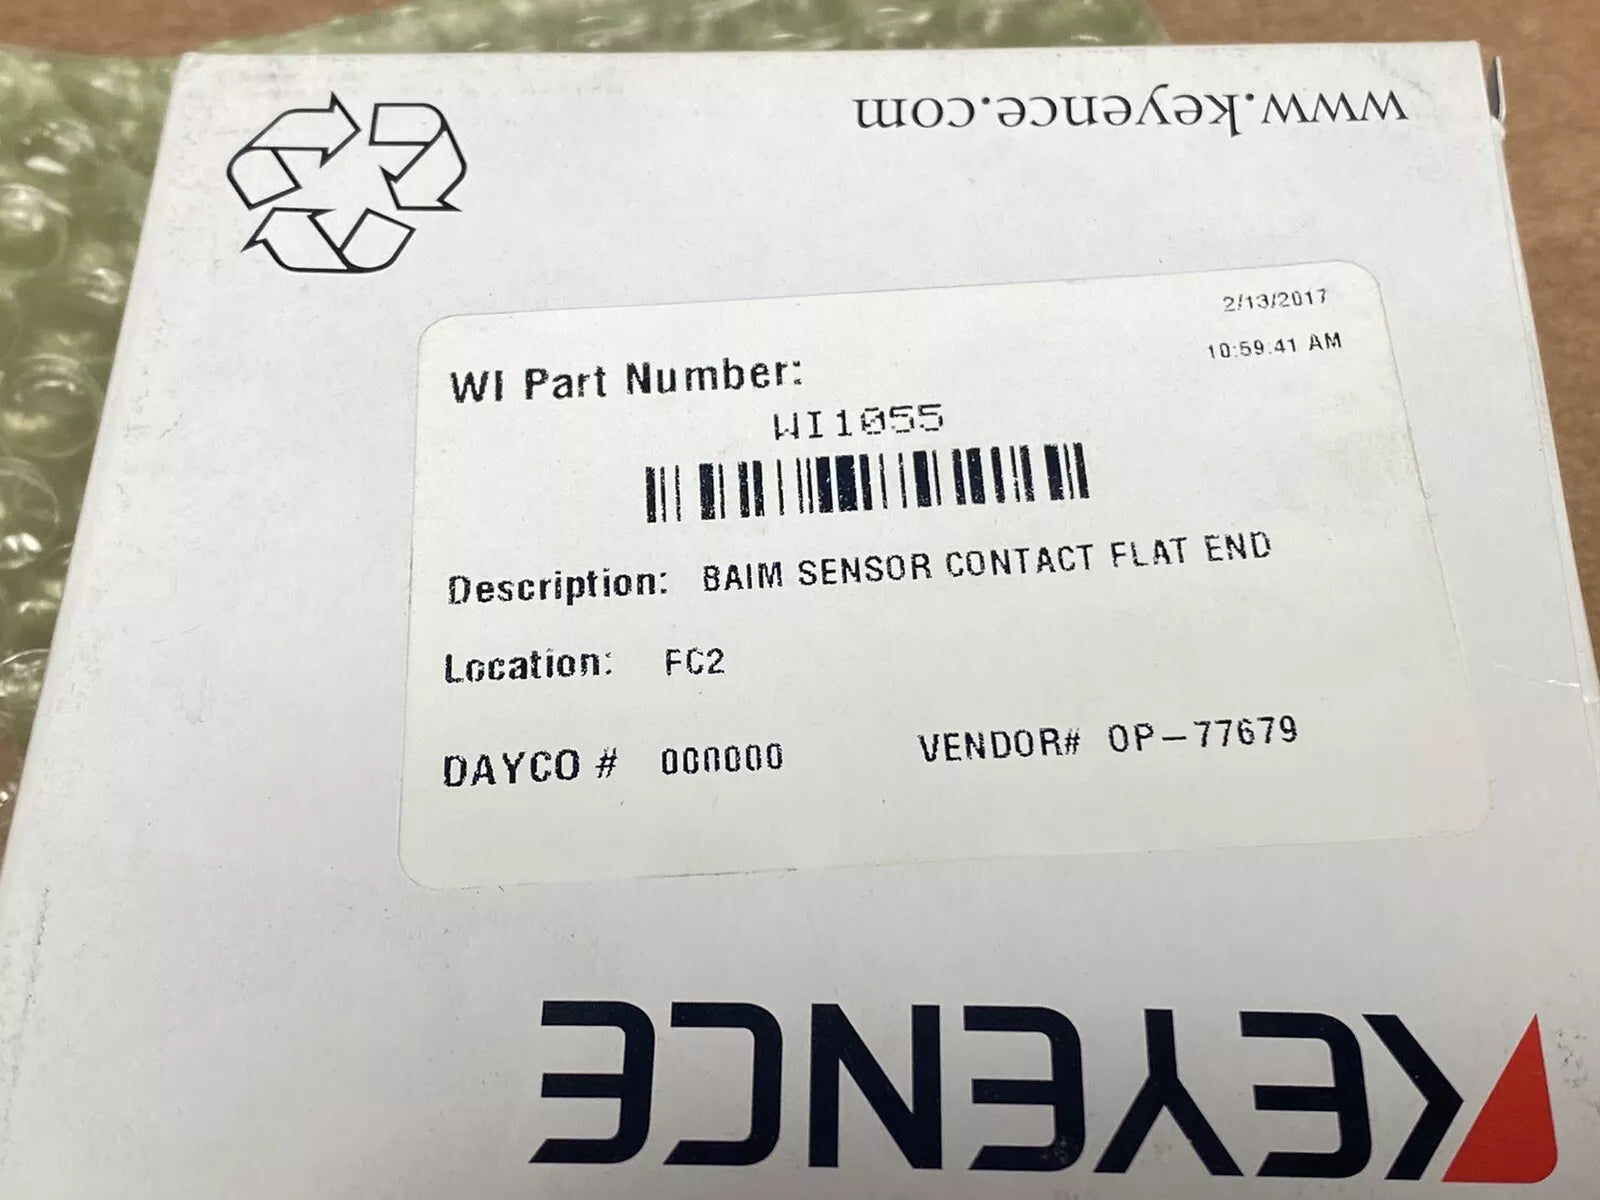 www.keyence.com
2/13/2017
10:59:41 AM
WI Part Number:
WI1055
Description: BAIM SENSOR CONTACT FLAT END
Location: FC2
DAYCO # 000000 VENDOR# OP-77679
KEYENCE